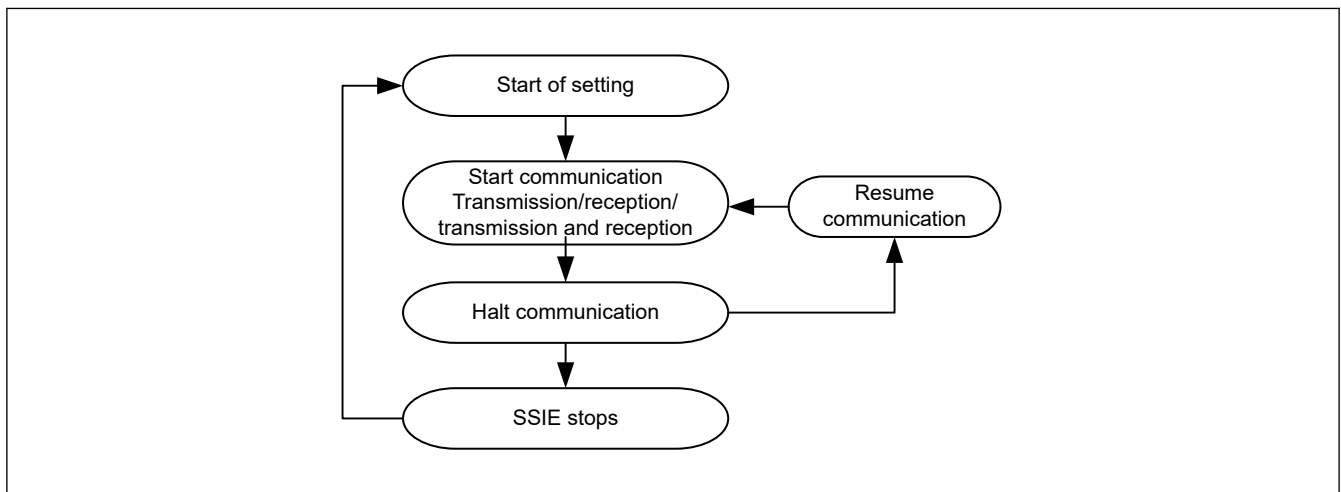 Start of setting
Start communication
Transmission/reception/
transmission and reception
Resume
communication
Halt communication
SSIE stops